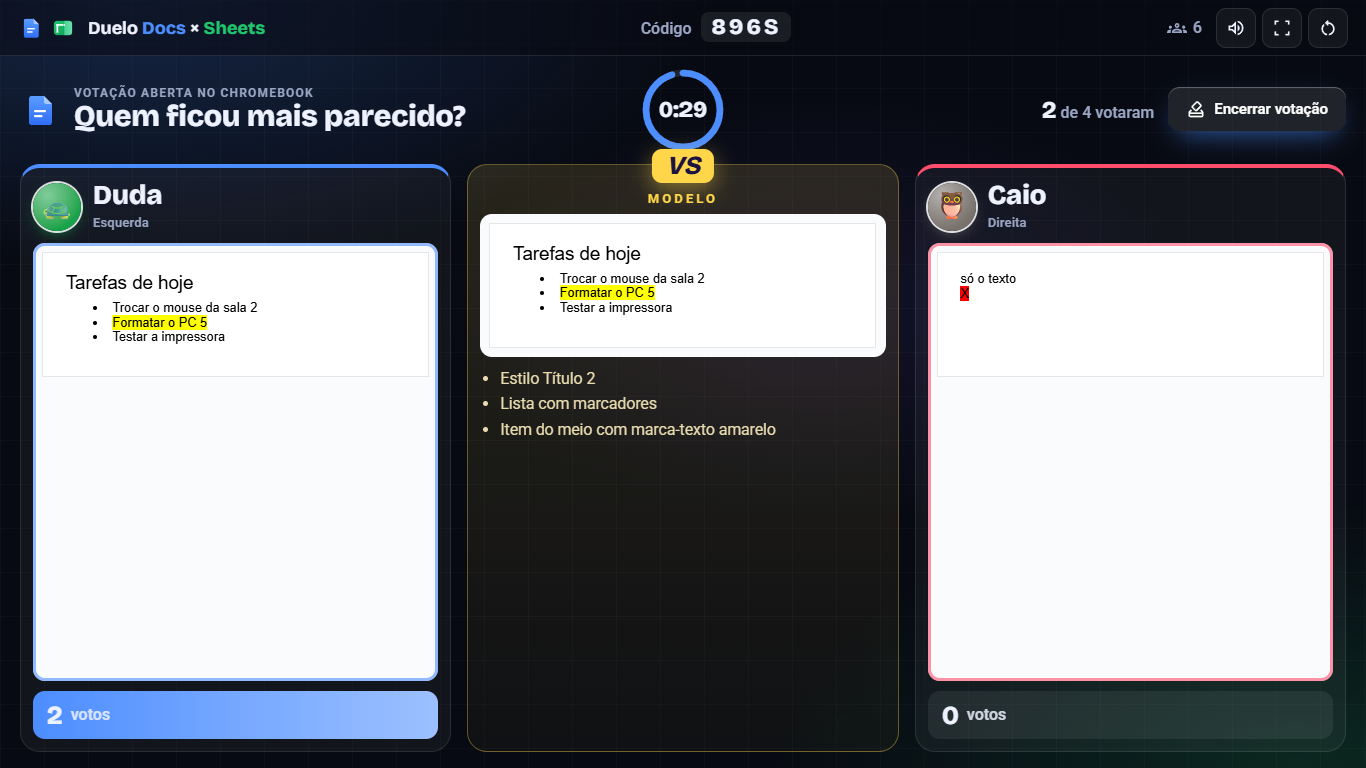 Duelo Docs × Sheets
Código 896S
6
VOTAÇÃO ABERTA NO CHROMEBOOK
Quem ficou mais parecido?
0:29
2 de 4 votaram
Encerrar votação
Duda
Esquerda
Tarefas de hoje
• Trocar o mouse da sala 2
• Formatar o PC 5
• Testar a impressora
2 votos
VS
MODELO
Tarefas de hoje
• Trocar o mouse da sala 2
• Formatar o PC 5
• Testar a impressora
• Estilo Título 2
• Lista com marcadores
• Item do meio com marca-texto amarelo
Caio
Direita
só o texto
X
0 votos